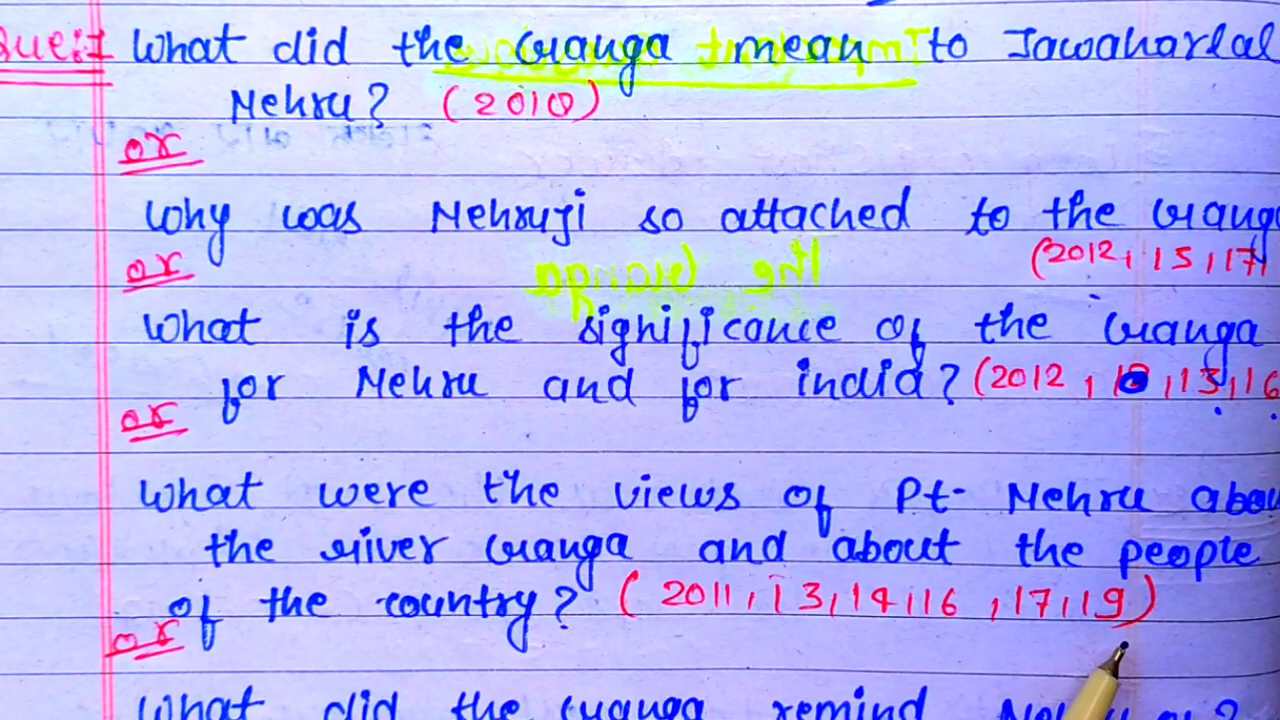 Que:1 What did the Ganga mean to Jawaharlal
Nehru? (2010)
or
Why was Nehruji so attached to the Ganga
(2012, 15, 17)
or
What is the significance of the Ganga
for Nehru and for india? (2012, 13, 16
or
What were the views of Pt. Nehru abou
the river Ganga and about the people
of the country? (2011, 13, 14, 16, 17, 19)
or
What did the Ganga remind